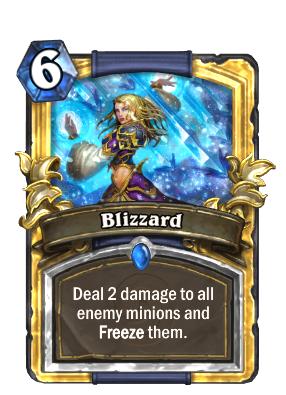 6
Blizzard
Deal 2 damage to all
enemy minions and
Freeze them.